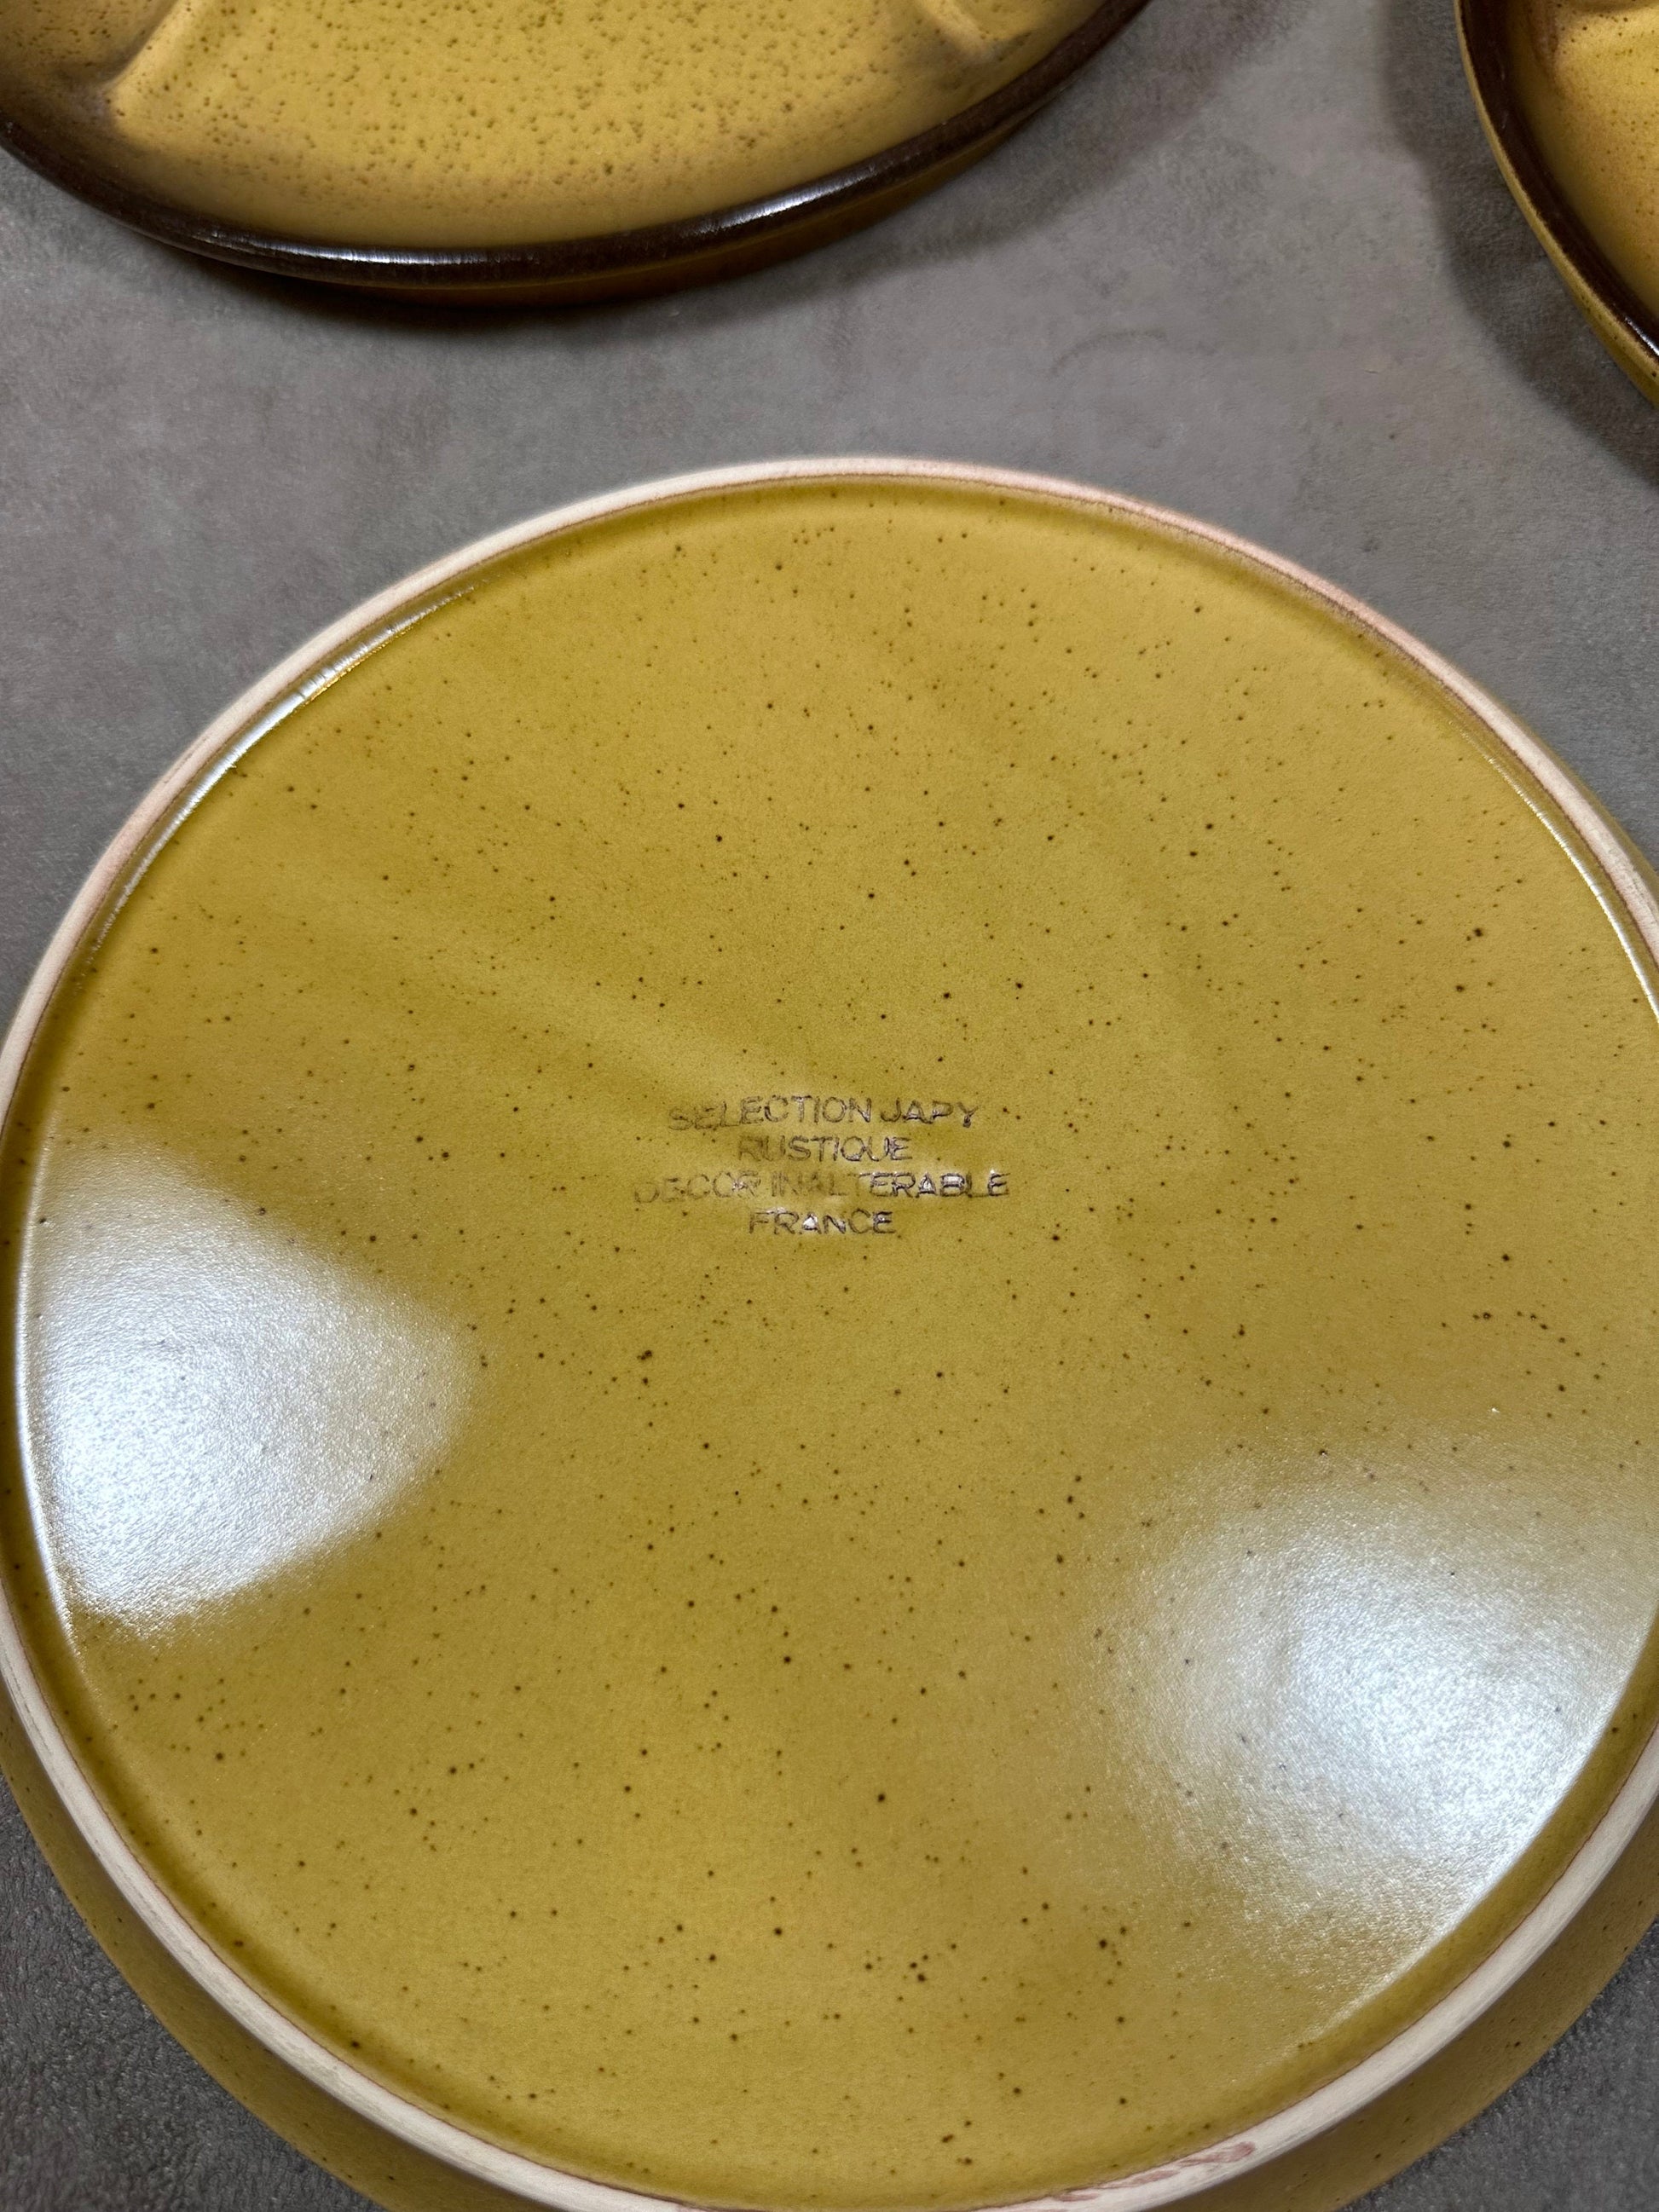 SELECTION JAPY
RUSTIQUE
DECOR INALTERABLE
FRANCE